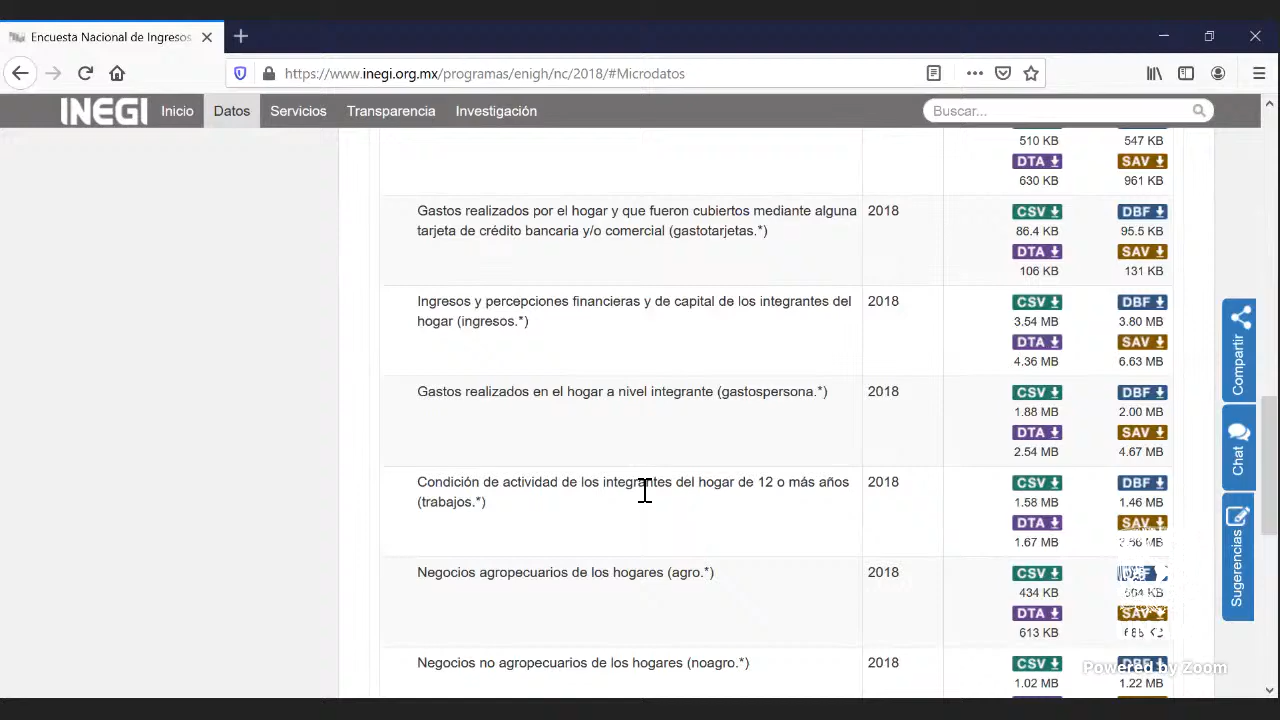 Encuesta Nacional de Ingresos
https://www.inegi.org.mx/programas/enigh/nc/2018/#Microdatos
INEGI Inicio Datos Servicios Transparencia Investigación Buscar...
510 KB 547 KB
DTA SAV
630 KB 961 KB
Gastos realizados por el hogar y que fueron cubiertos mediante alguna 2018 CSV DBF
tarjeta de crédito bancaria y/o comercial (gastotarjetas.*) 86.4 KB 95.5 KB
DTA SAV
106 KB 131 KB
Ingresos y percepciones financieras y de capital de los integrantes del 2018 CSV DBF
hogar (ingresos.*) 3.54 MB 3.80 MB
DTA SAV
4.36 MB 6.63 MB
Gastos realizados en el hogar a nivel integrante (gastospersona.*) 2018 CSV DBF
1.88 MB 2.00 MB
DTA SAV
2.54 MB 4.67 MB
Condición de actividad de los integrantes del hogar de 12 o más años 2018 CSV DBF
(trabajos.*) 1.58 MB 1.46 MB
DTA SAV
1.67 MB MB
Negocios agropecuarios de los hogares (agro.*) 2018 CSV
434 KB KB
DTA SAV
613 KB
Negocios no agropecuarios de los hogares (noagro.*) 2018 CSV DBF
1.02 MB 1.22 MB
Compartir
Chat
Sugerencias
Powered by Zoom